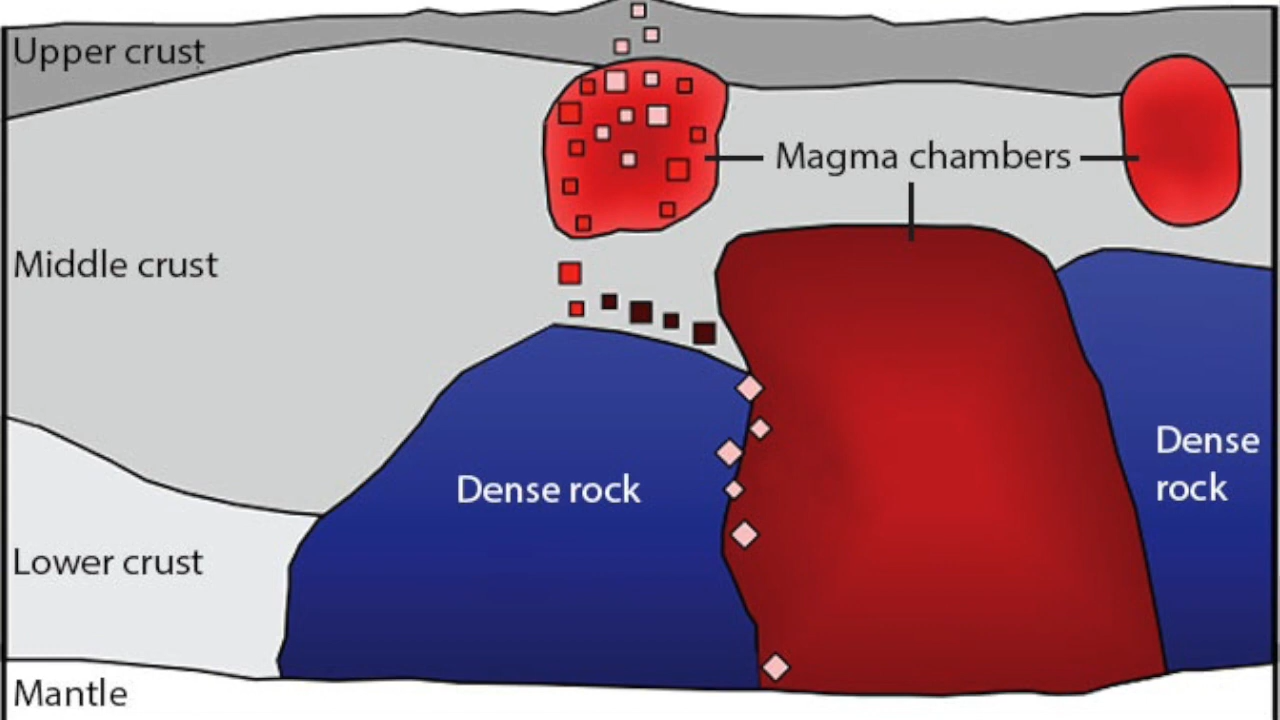 Upper crust
Magma chambers
Middle crust
Dense
rock
Dense rock
Lower crust
Mantle